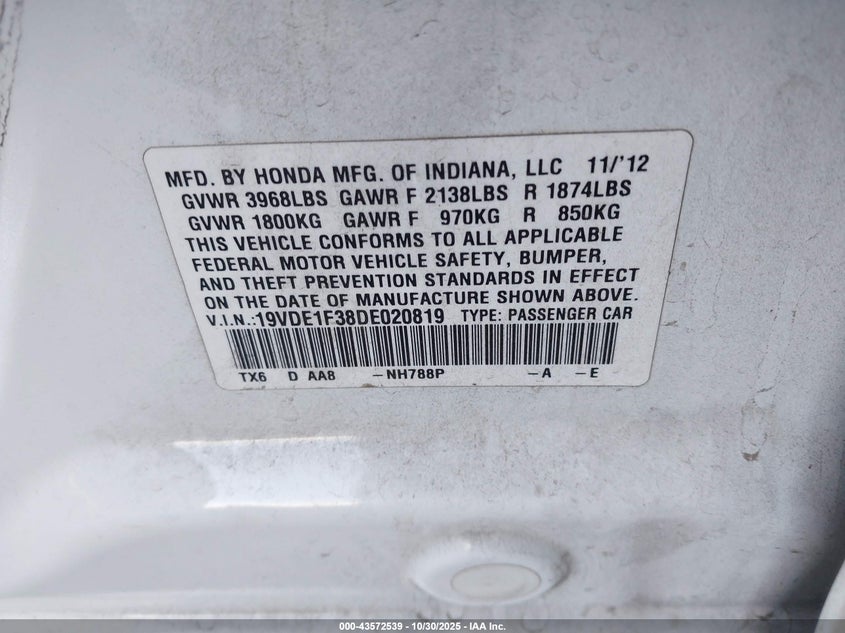 MFD. BY HONDA MFG. OF INDIANA, LLC 11/'12
GVWR 3968LBS GAWR F 2138LBS R 1874LBS
GVWR 1800KG GAWR F 970KG R 850KG
THIS VEHICLE CONFORMS TO ALL APPLICABLE
FEDERAL MOTOR VEHICLE SAFETY, BUMPER,
AND THEFT PREVENTION STANDARDS IN EFFECT
ON THE DATE OF MANUFACTURE SHOWN ABOVE.
V.I.N.:19VDE1F38DE020819 TYPE: PASSENGER CAR
TX6 D AA8 –NH788P –A –E
000-43572539 - 10/30/2025 - IAA Inc.